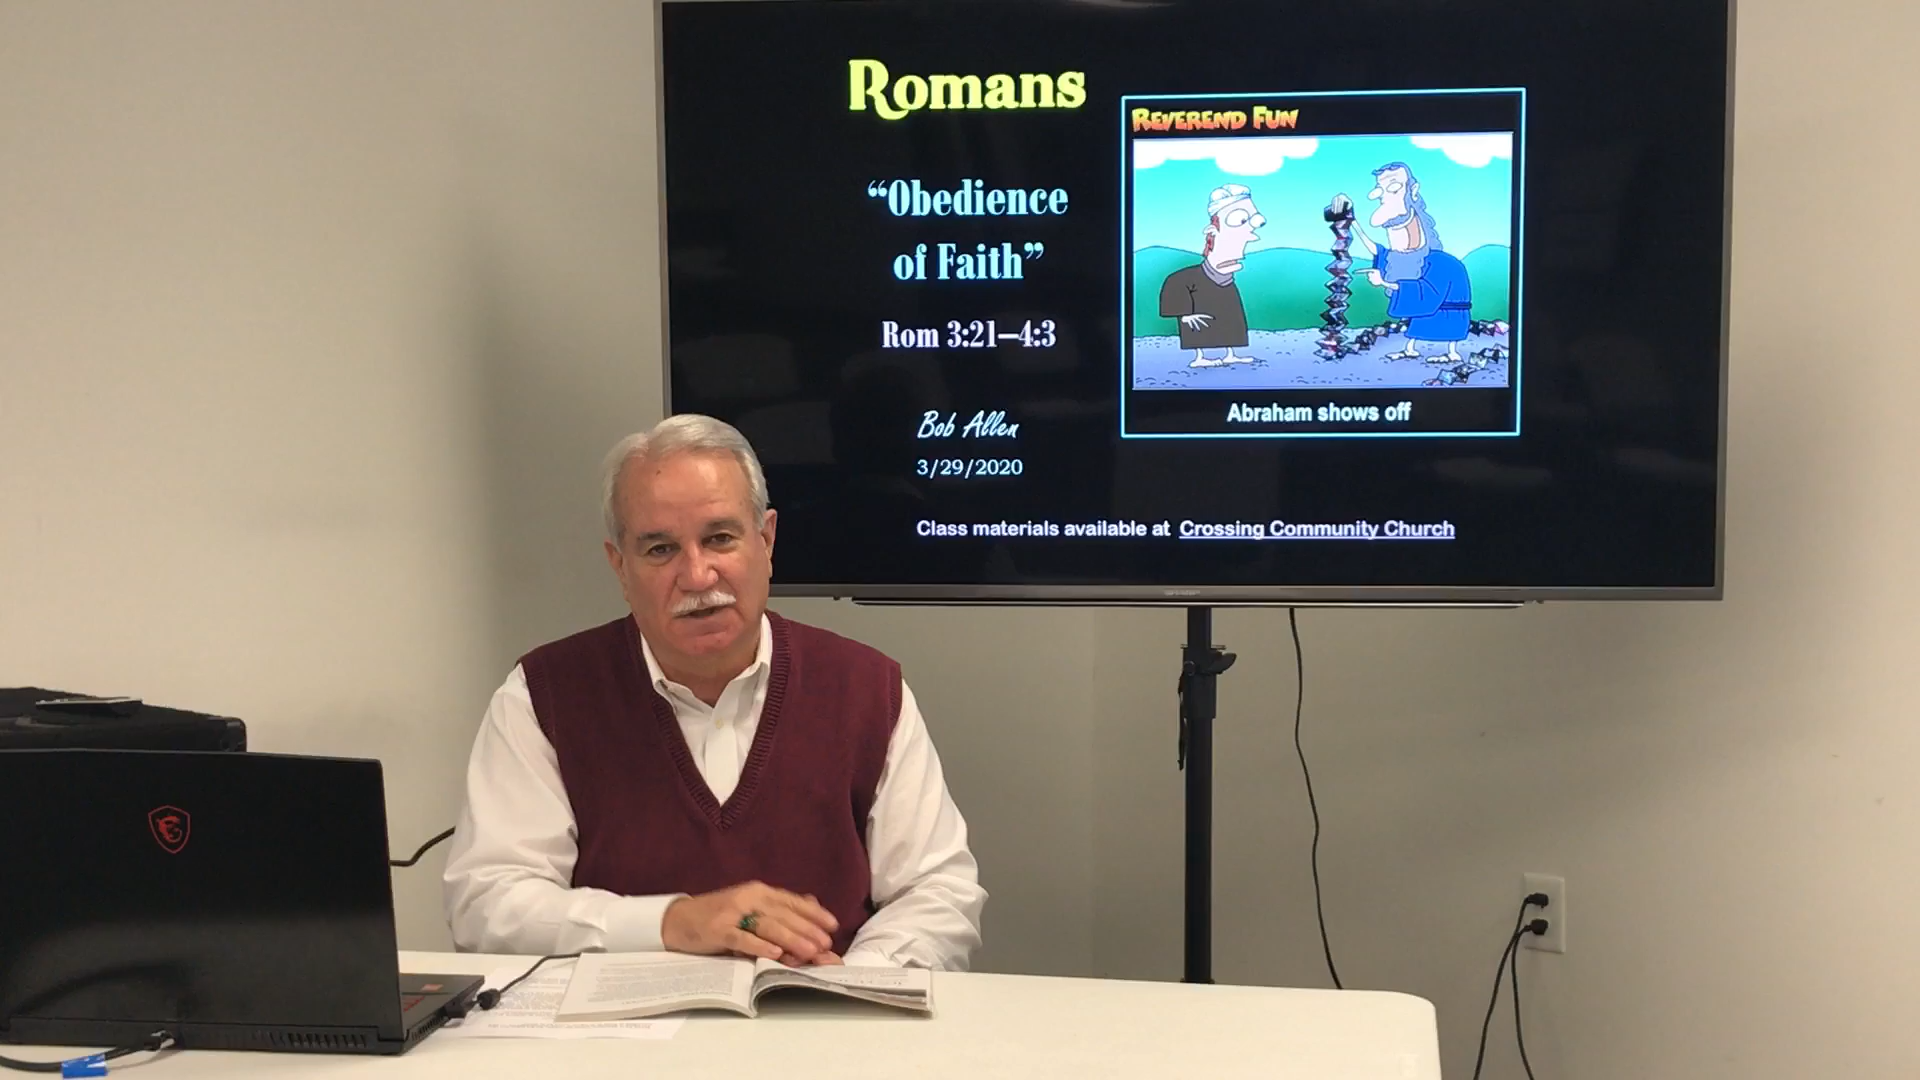 Romans
“Obedience
of Faith”
Rom 3:21–4:3
Bob Allen
3/29/2020
REVEREND FUN
Abraham shows off
Class materials available at Crossing Community Church
SHARP